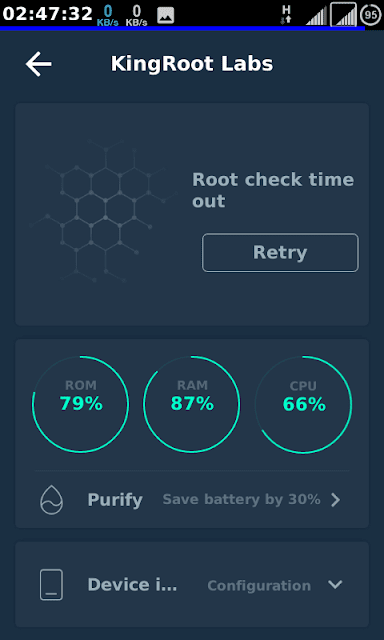 02:47:32 0 KB/s 0 KB/s H 95
KingRoot Labs
Root check time
out
Retry
ROM RAM CPU
79% 87% 66%
Purify Save battery by 30%
Device i... Configuration